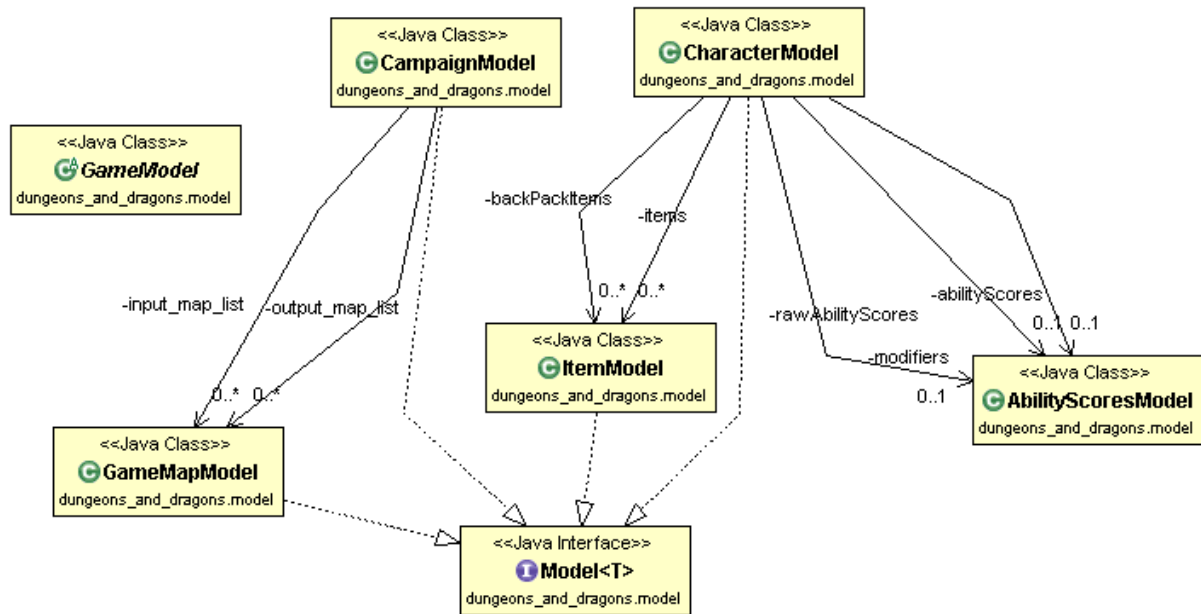 <<Java Class>>
CampaignModel
dungeons_and_dragons.model
<<Java Class>>
CharacterModel
dungeons_and_dragons.model
<<Java Class>>
GameModel
dungeons_and_dragons.model
-backPackItems
-items
-input_map_list
-output_map_list
-rawAbilityScores
-abilityScores
-modifiers
0..*
0..*
0..1
0..1
0..1
0..*
0..*
<<Java Class>>
ItemModel
dungeons_and_dragons.model
<<Java Class>>
AbilityScoresModel
dungeons_and_dragons.model
<<Java Class>>
GameMapModel
dungeons_and_dragons.model
<<Java Interface>>
Model<T>
dungeons_and_dragons.model